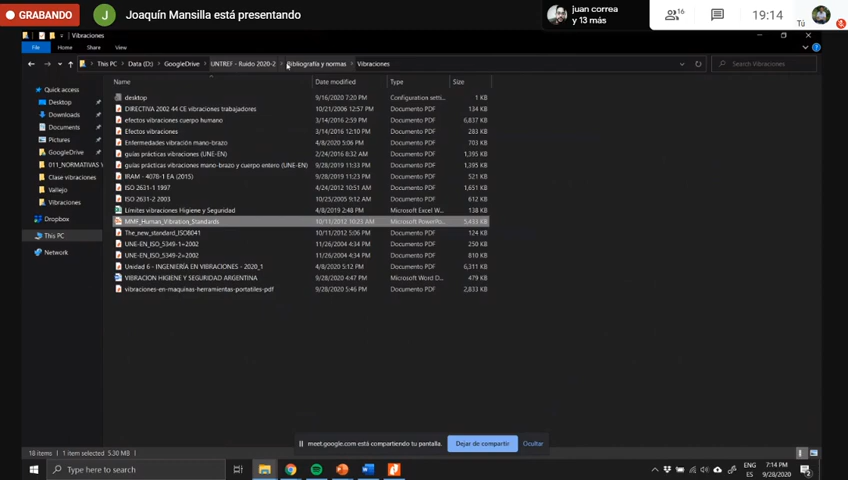 GRABANDO
J
Joaquín Mansilla está presentando
juan correa
y 13 más
16
19:14
Tú
Vibraciones
File Home Share View
This PC > Data (D:) > GoogleDrive > UNTREF - Ruido 2020-2 > Bibliografía y normas > Vibraciones
Search Vibraciones
Name Date modified Type Size
Quick access
Desktop
Downloads
Documents
Pictures
GoogleDrive
011_NORMATIVAS Y
Clase vibraciones
Vallejo
Vibraciones
Dropbox
This PC
Network
desktop 9/16/2020 7:20 PM Configuration setti... 1 KB
DIRECTIVA 2002 44 CE vibraciones trabajadores 10/21/2006 12:57 PM Documento PDF 134 KB
efectos vibraciones cuerpo humano 3/14/2016 2:59 PM Documento PDF 6,837 KB
Efectos vibraciones 3/14/2016 12:10 PM Documento PDF 283 KB
Enfermedades vibración mano-brazo 4/8/2020 5:06 PM Documento PDF 703 KB
guías prácticas vibraciones (UNE-EN) 2/24/2016 8:32 AM Documento PDF 1,395 KB
guías prácticas vibraciones mano-brazo y cuerpo entero (UNE-EN) 9/29/2019 11:33 PM Documento PDF 1,395 KB
IRAM - 4078-1 EA (2015) 9/29/2019 11:23 PM Documento PDF 521 KB
ISO 2631-1 1997 4/24/2012 10:51 AM Documento PDF 1,651 KB
ISO 2631-2 2003 10/25/2005 9:12 AM Documento PDF 612 KB
Limites vibraciones Higiene y Seguridad 4/8/2019 2:48 PM Microsoft Excel W... 138 KB
MMF_Human_Vibration_Standards 10/11/2012 10:23 AM Microsoft PowerPo... 5,433 KB
The_new_standard_ISO8041 10/11/2012 5:06 PM Documento PDF 124 KB
UNE-EN_ISO_5349-1=2002 11/26/2004 4:34 PM Documento PDF 250 KB
UNE-EN_ISO_5349-2=2002 11/26/2004 4:34 PM Documento PDF 810 KB
Unidad 6 - INGENIERÍA EN VIBRACIONES - 2020_1 4/8/2020 5:12 PM Documento PDF 6,311 KB
VIBRACION HIGIENE Y SEGURIDAD ARGENTINA 9/28/2020 4:47 PM Microsoft Word D... 479 KB
vibraciones-en-maquinas-herramientas-portatiles-pdf 9/28/2020 5:46 PM Documento PDF 2,833 KB
meet.google.com está compartiendo tu pantalla.
Dejar de compartir
Ocultar
18 items 1 item selected 5.30 MB
Type here to search
ENG
ES
7:14 PM
9/28/2020
2